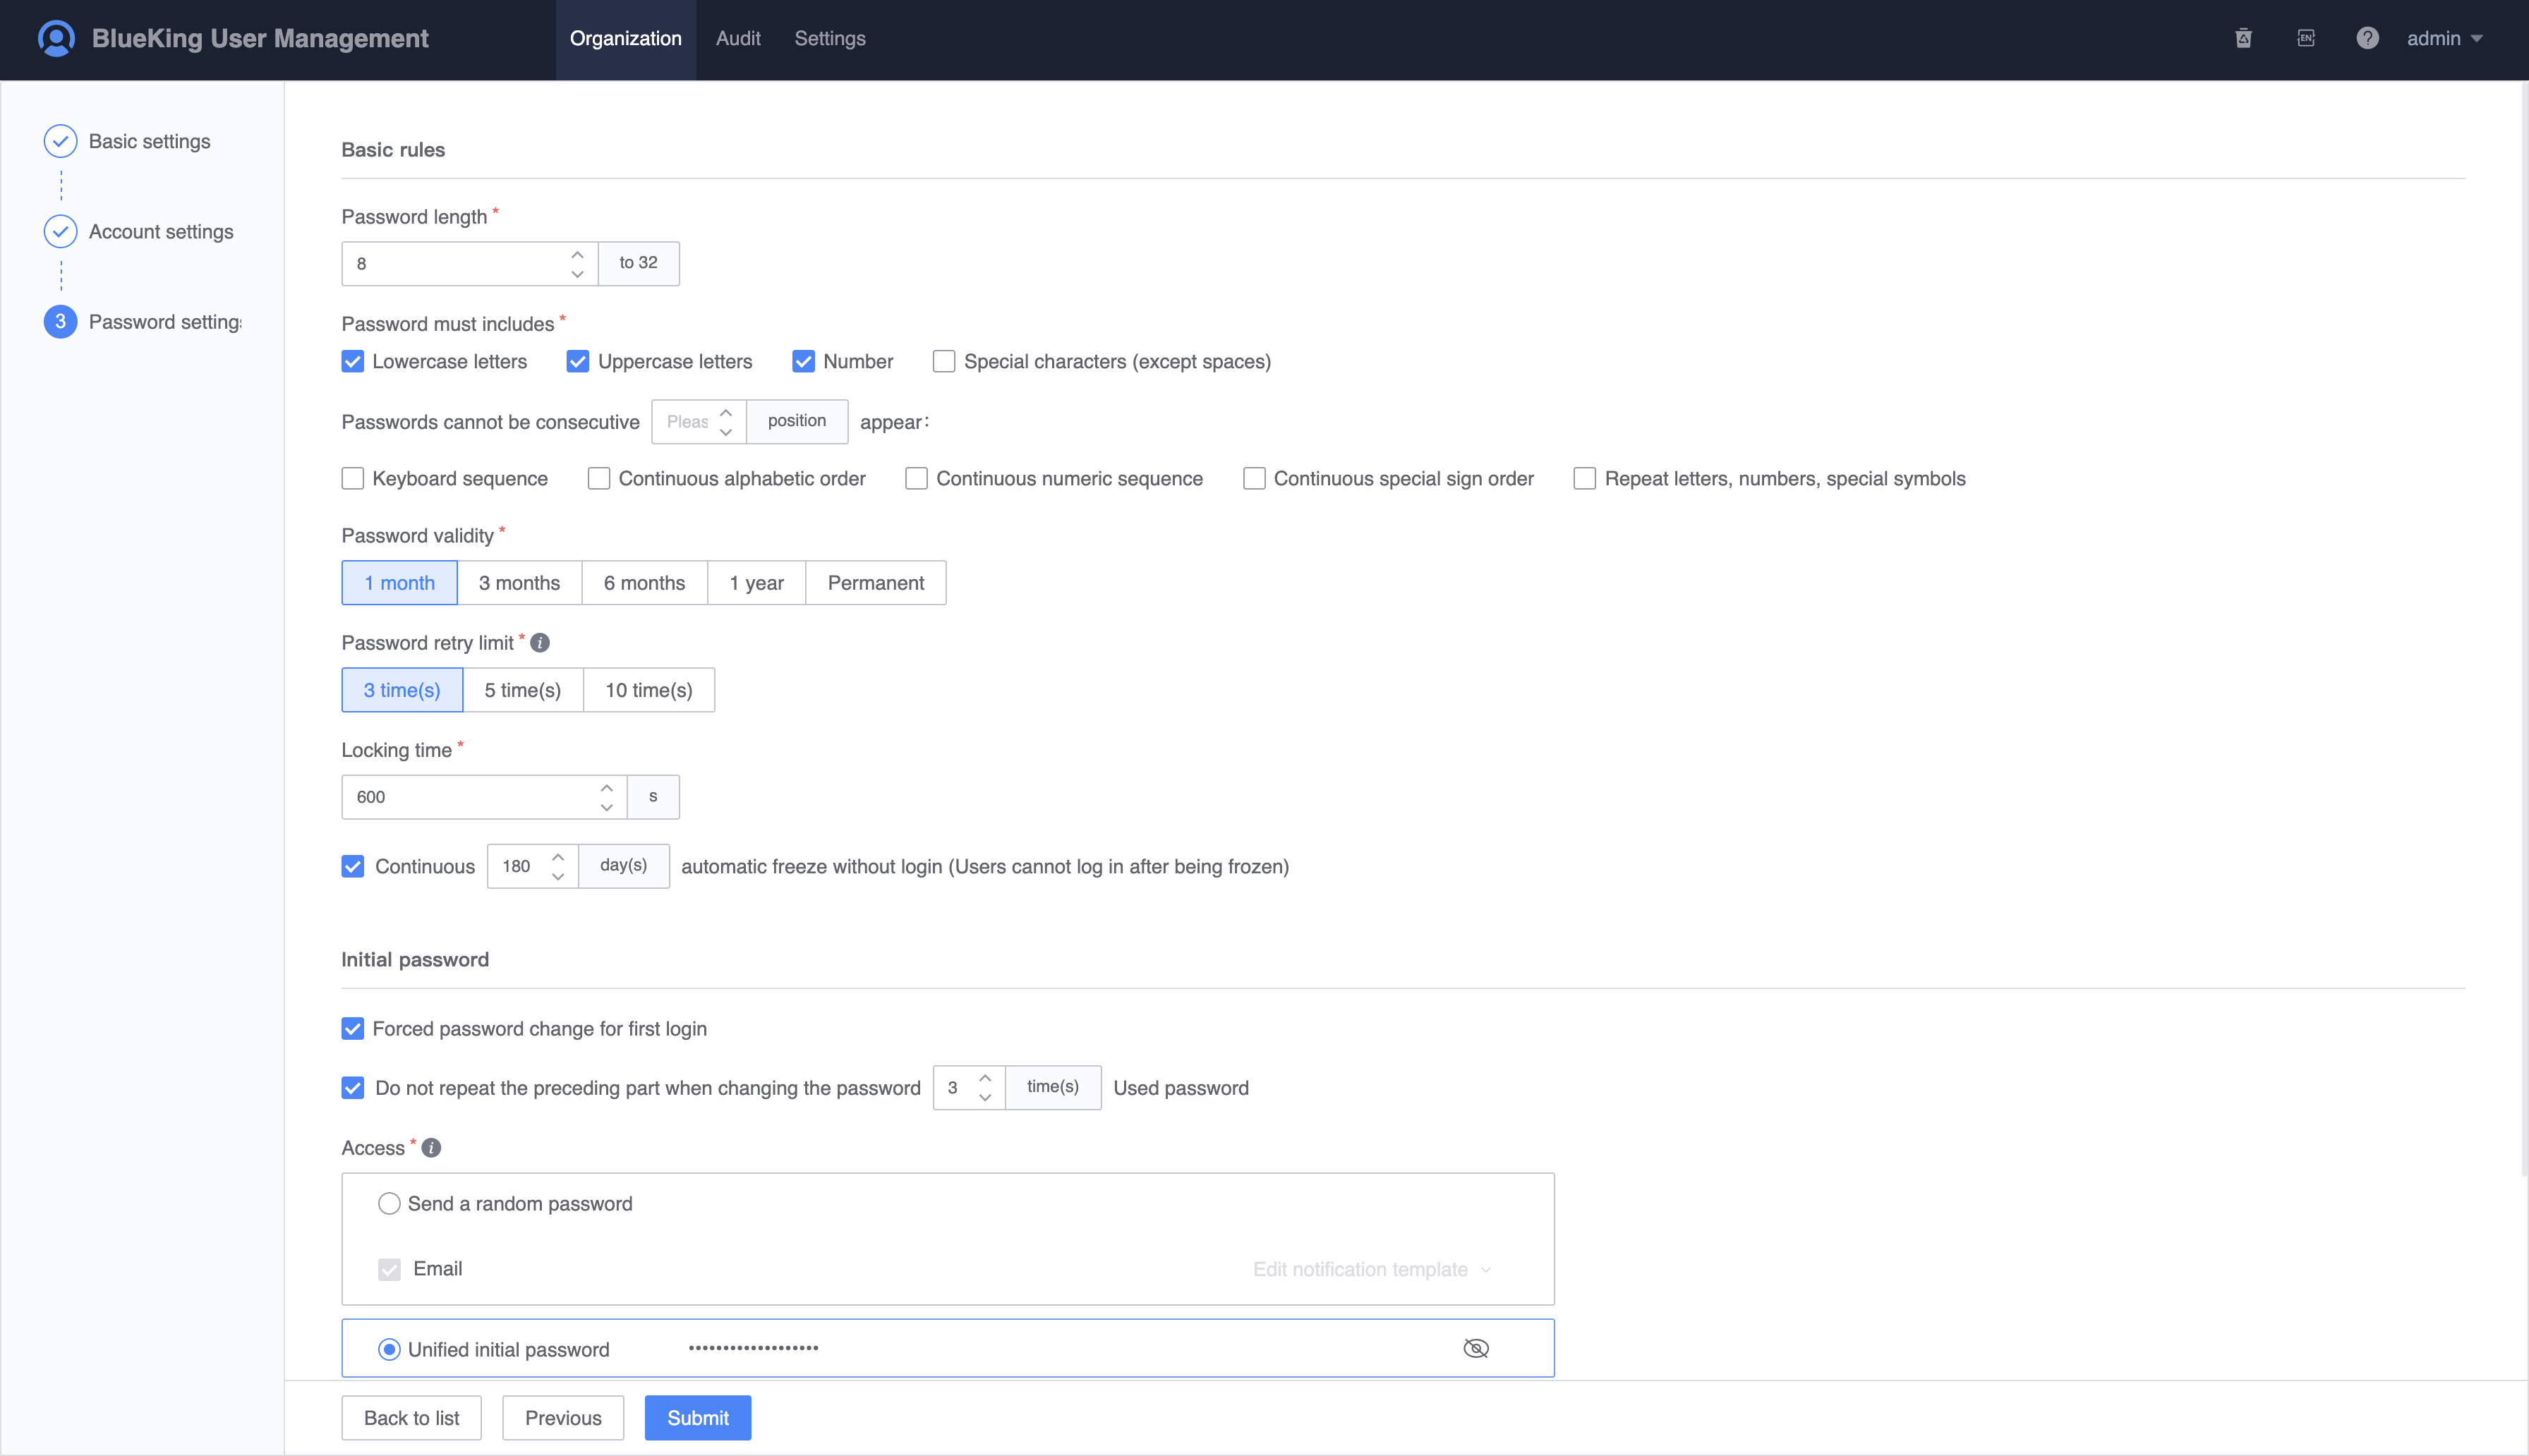 BlueKing User Management
Organization
Audit
Settings
EN
?
admin
Basic settings
Account settings
3 Password setting
Basic rules
Password length *
8 to 32
Password must includes *
Lowercase letters Uppercase letters Number Special characters (except spaces)
Passwords cannot be consecutive Pleas position appear:
Keyboard sequence Continuous alphabetic order Continuous numeric sequence Continuous special sign order Repeat letters, numbers, special symbols
Password validity *
1 month 3 months 6 months 1 year Permanent
Password retry limit * i
3 time(s) 5 time(s) 10 time(s)
Locking time *
600 s
Continuous 180 day(s) automatic freeze without login (Users cannot log in after being frozen)
Initial password
Forced password change for first login
Do not repeat the preceding part when changing the password 3 time(s) Used password
Access * i
Send a random password
Email Edit notification template
Unified initial password •••••••••••••••••••
Back to list Previous Submit